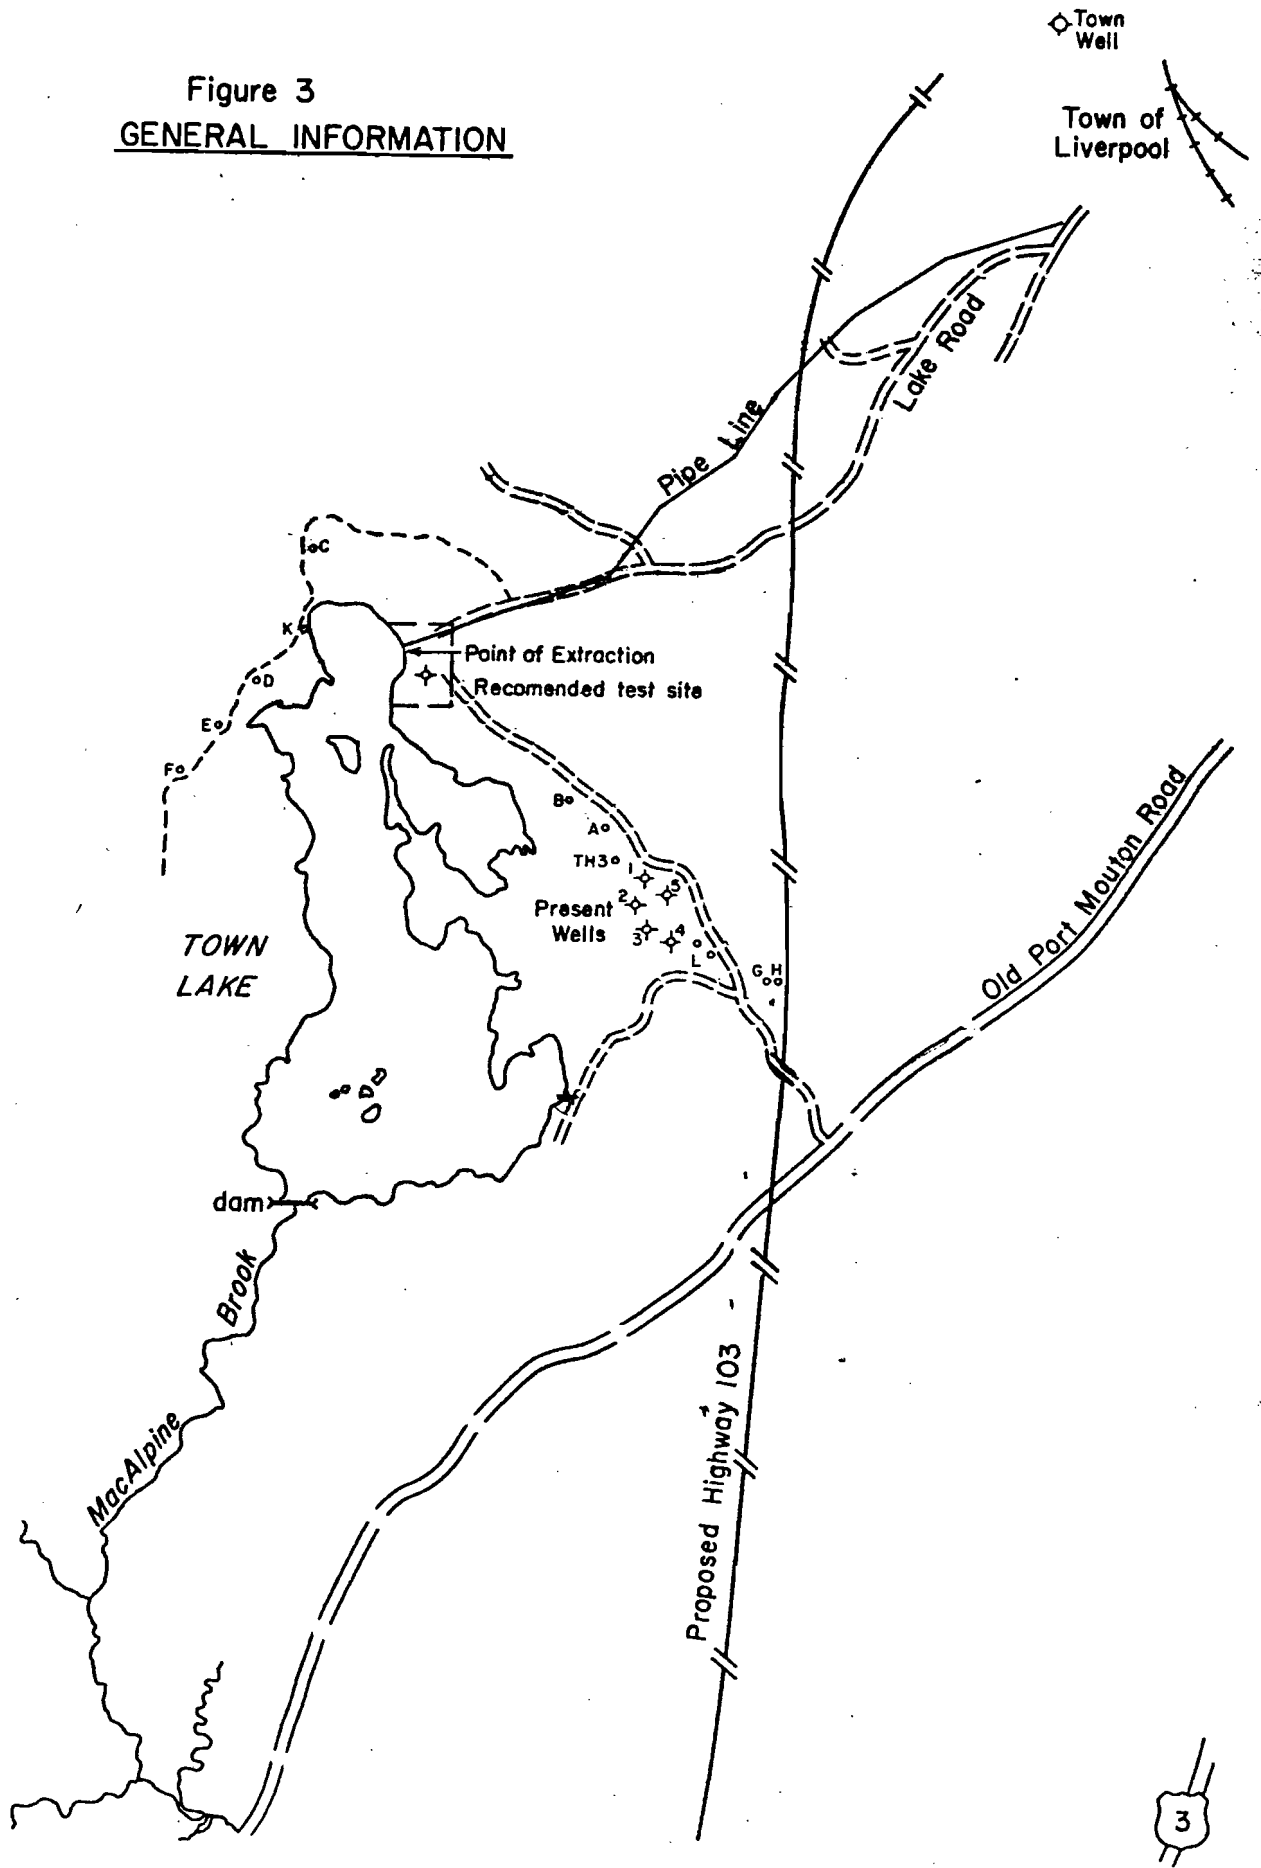 Town
Well
Figure 3
GENERAL INFORMATION
Town of
Liverpool
Lake Road
Pipe Line
C
K
Point of Extraction
D
Recomended test site
E
F
B
A
TH3
1
5
2
Present
Wells
3
4
L
G H
TOWN
LAKE
Old Port Mouton Road
dam
MacAlpine Brook
Proposed Highway 103
3